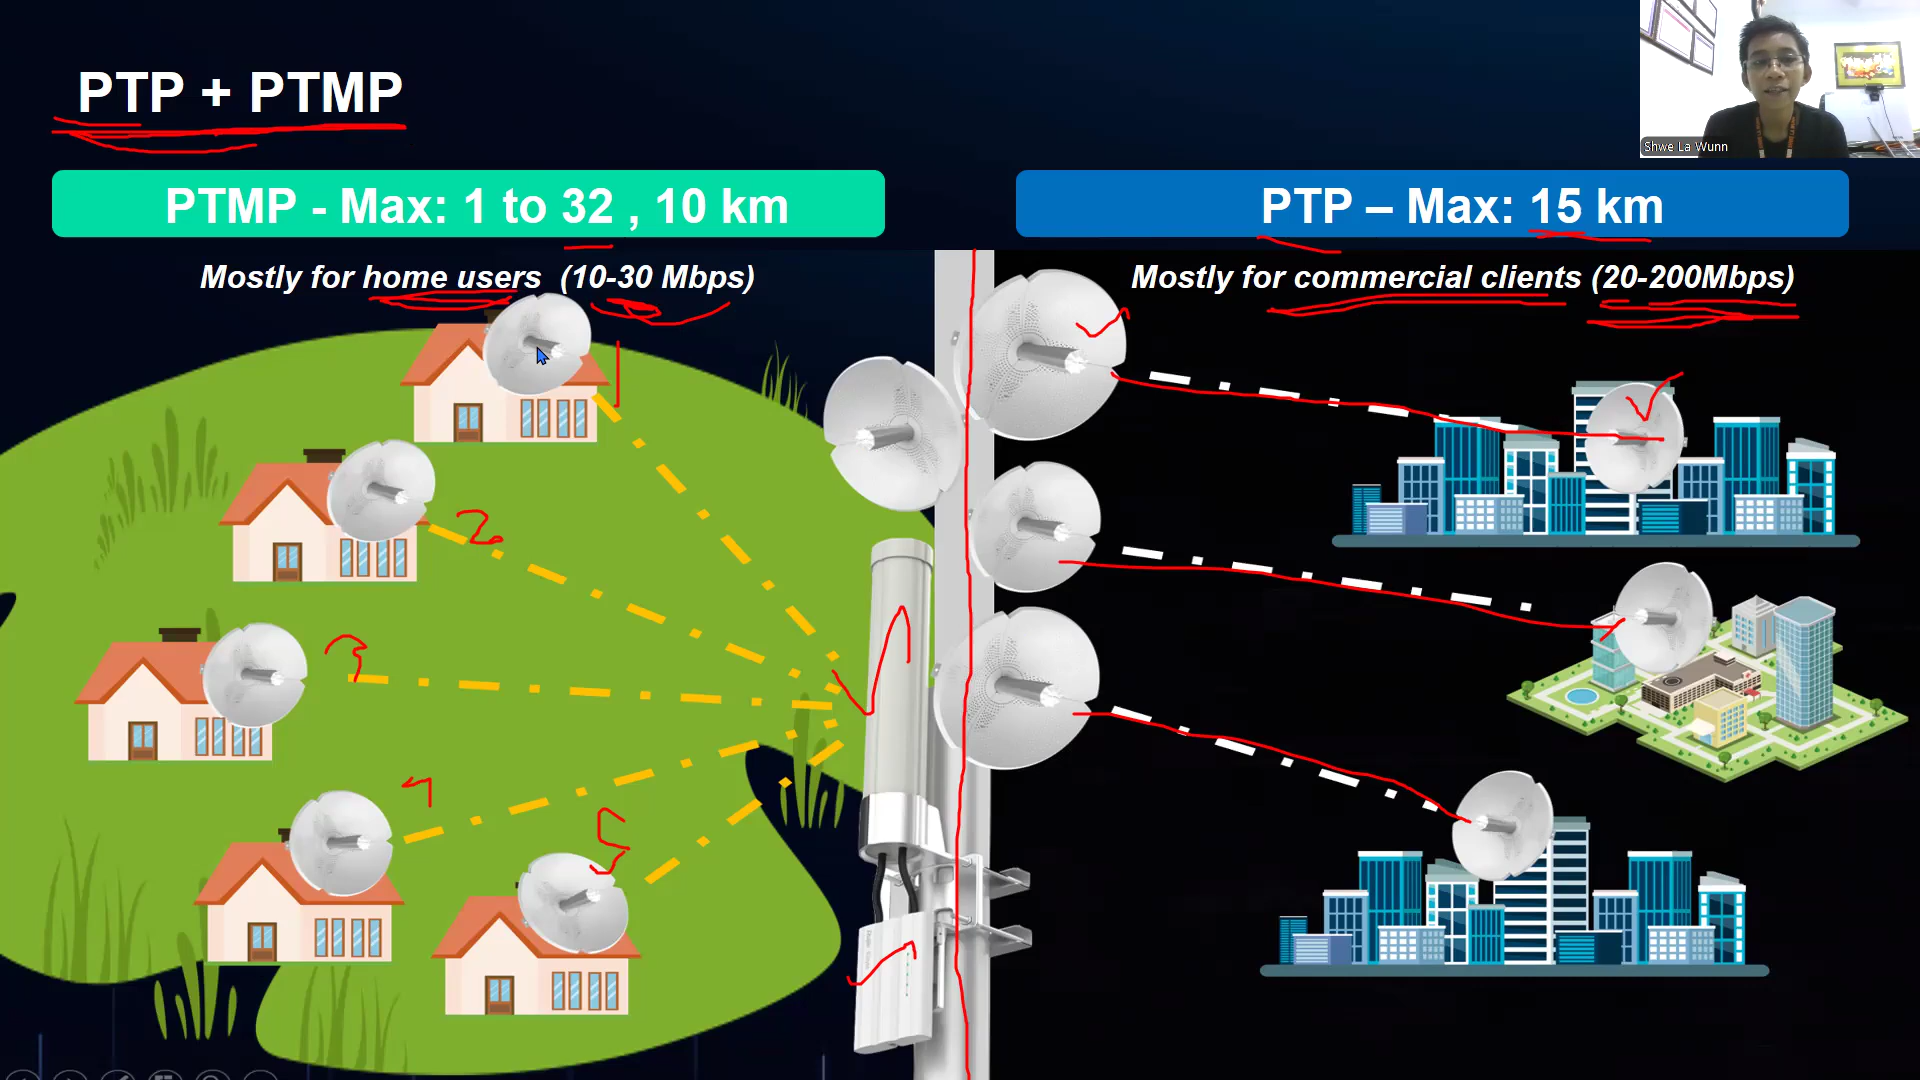 PTP + PTMP
Shwe La Wunn
PTMP - Max: 1 to 32 , 10 km
PTP – Max: 15 km
Mostly for home users (10-30 Mbps)
Mostly for commercial clients (20-200Mbps)
1
2
3
4
5